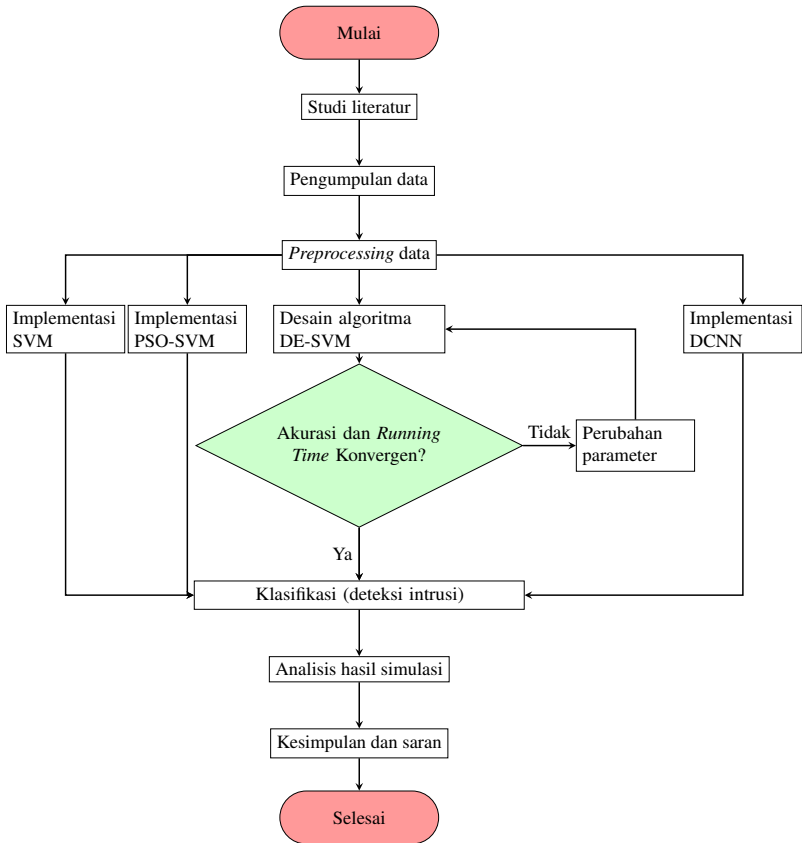 Mulai
Studi literatur
Pengumpulan data
Preprocessing data
Implementasi
SVM
Implementasi
PSO-SVM
Desain algoritma
DE-SVM
Implementasi
DCNN
Akurasi dan Running
Time Konvergen?
Tidak
Perubahan
parameter
Ya
Klasifikasi (deteksi intrusi)
Analisis hasil simulasi
Kesimpulan dan saran
Selesai